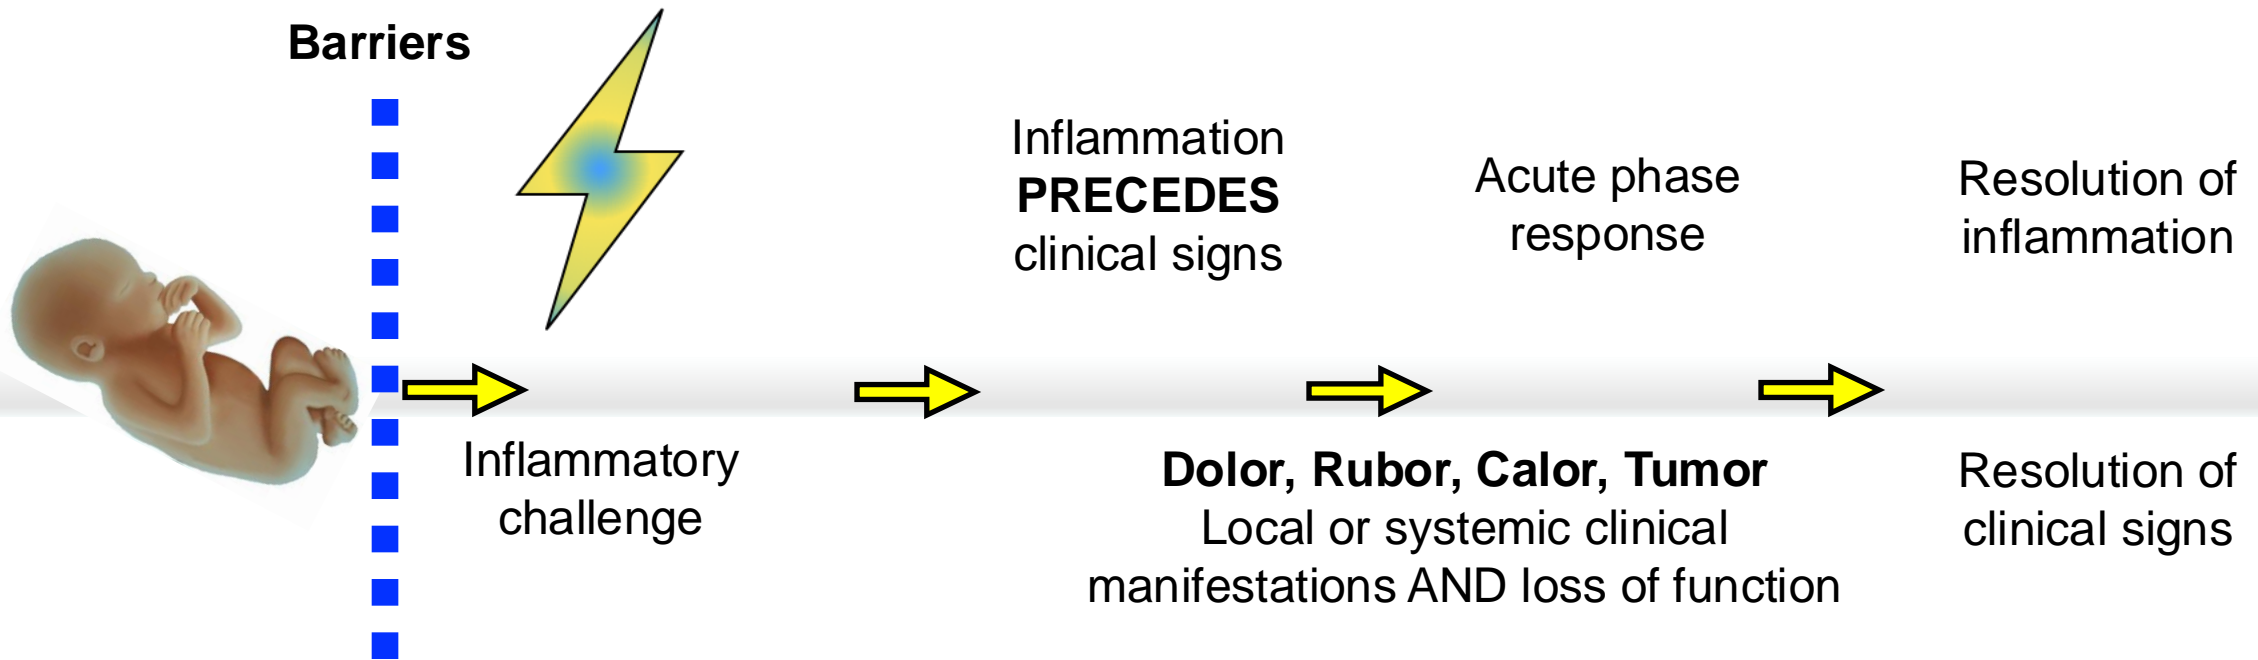 Barriers
Inflammatory
challenge
Inflammation
PRECEDES
clinical signs
Acute phase
response
Dolor, Rubor, Calor, Tumor
Local or systemic clinical
manifestations AND loss of function
Resolution of
inflammation
Resolution of
clinical signs